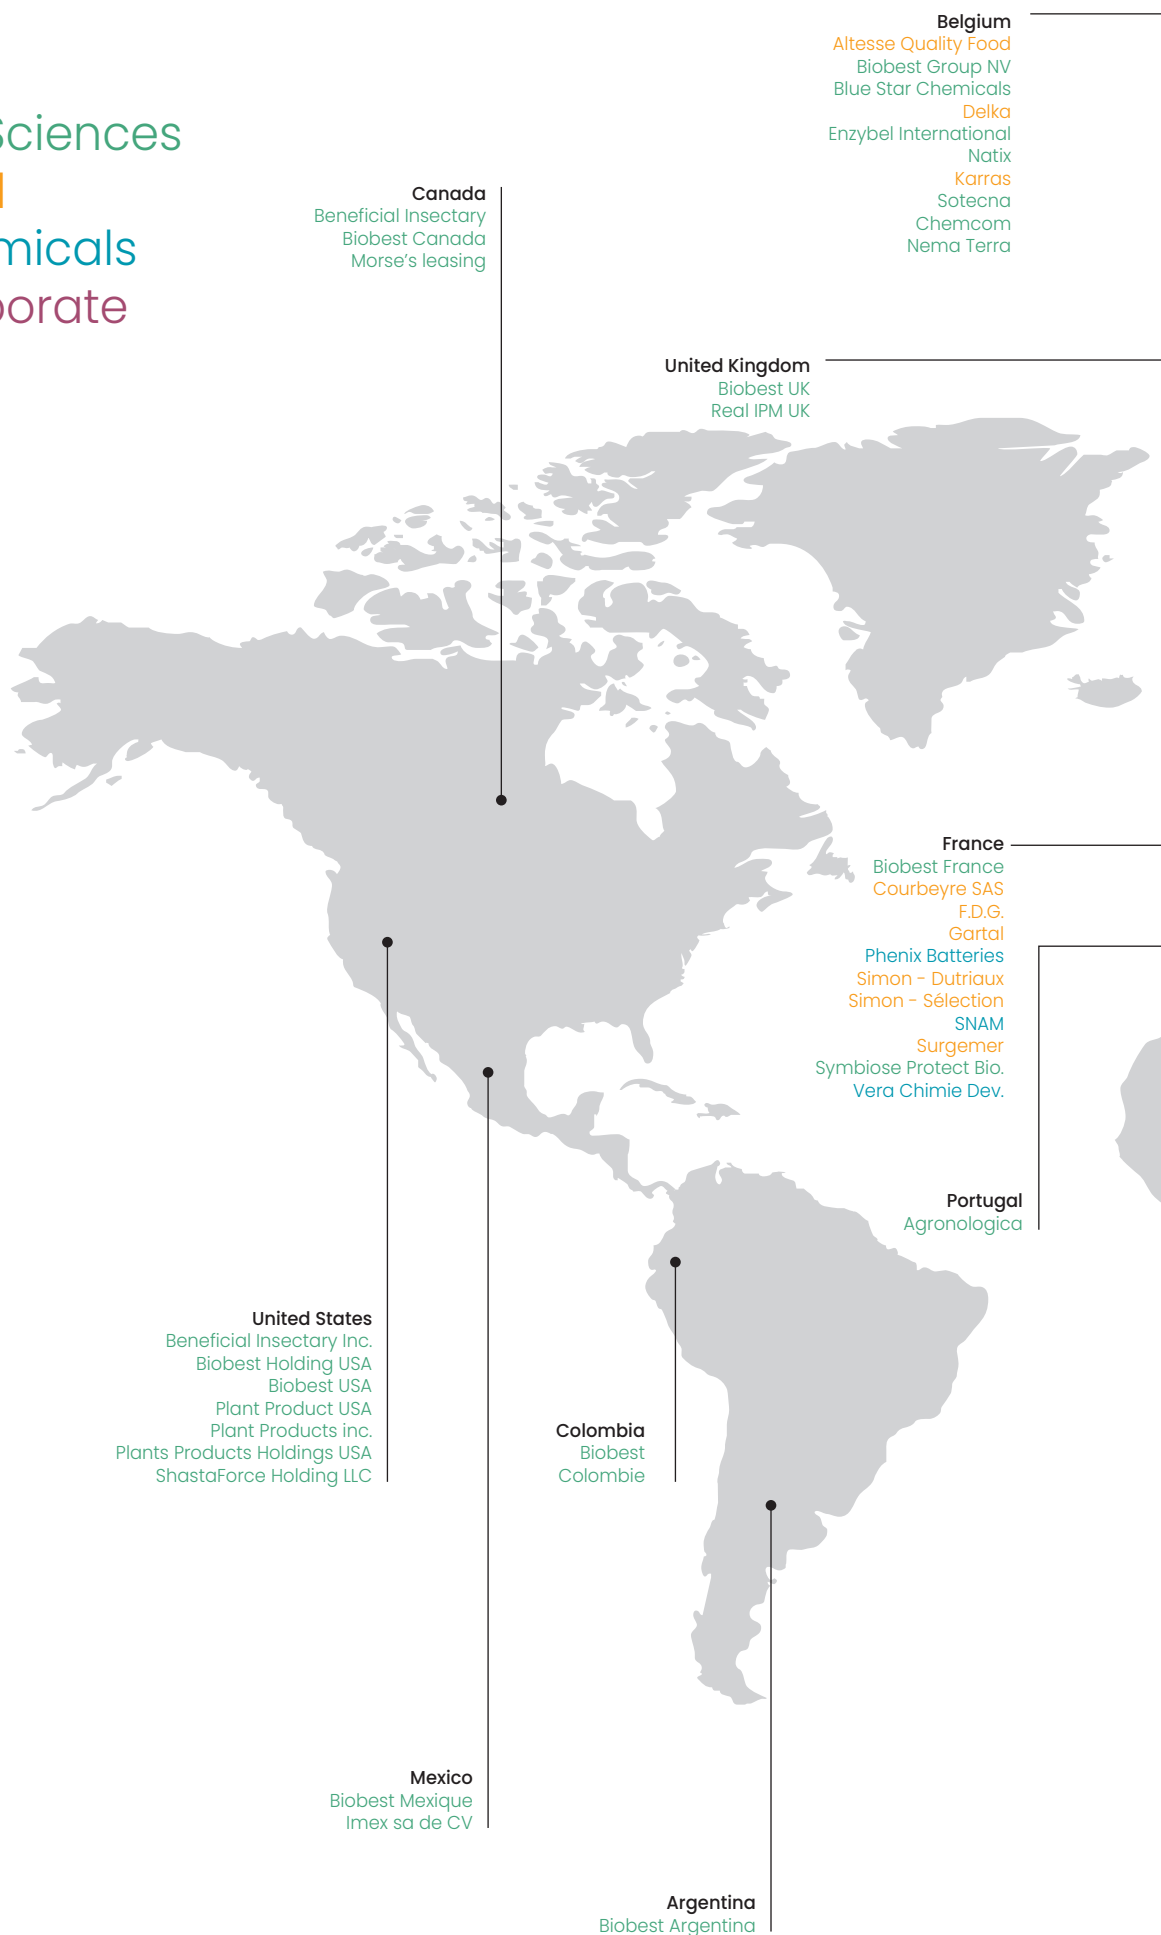 Sciences
micals
orate
Belgium
Altesse Quality Food
Biobest Group NV
Blue Star Chemicals
Delka
Enzybel International
Natix
Karras
Sotecna
Chemcom
Nema Terra
Canada
Beneficial Insectary
Biobest Canada
Morse's leasing
United Kingdom
Biobest UK
Real IPM UK
France
Biobest France
Courbeyre SAS
F.D.G.
Gartal
Phenix Batteries
Simon - Dutriaux
Simon - Sélection
SNAM
Surgemer
Symbiose Protect Bio.
Vera Chimie Dev.
Portugal
Agronologica
United States
Beneficial Insectary Inc.
Biobest Holding USA
Biobest USA
Plant Product USA
Plant Products inc.
Plants Products Holdings USA
ShastaForce Holding LLC
Colombia
Biobest
Colombie
Mexico
Biobest Mexique
Imex sa de CV
Argentina
Biobest Argentina